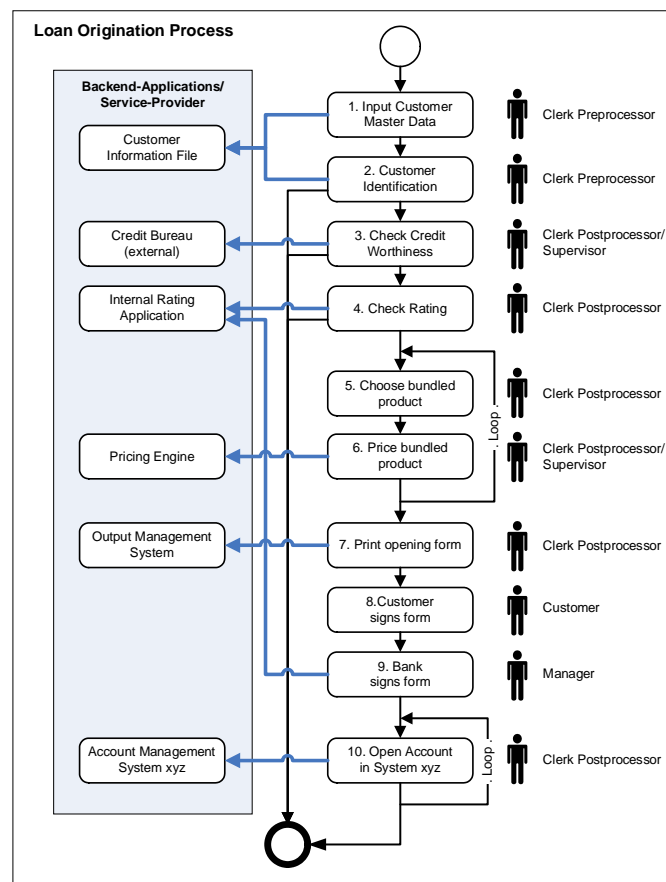 Loan Origination Process
Backend-Applications/
Service-Provider
1. Input Customer
Master Data
Clerk Preprocessor
Customer
Information File
2. Customer
Identification
Clerk Preprocessor
Credit Bureau
(external)
3. Check Credit
Worthiness
Clerk Postprocessor/
Supervisor
Internal Rating
Application
4. Check Rating
Clerk Postprocessor
5. Choose bundled
product
Clerk Postprocessor
. Loop .
Pricing Engine
6. Price bundled
product
Clerk Postprocessor/
Supervisor
Output Management
System
7. Print opening form
Clerk Postprocessor
8.Customer
signs form
Customer
9. Bank
signs form
Manager
Account Management
System xyz
10. Open Account
in System xyz
. Loop .
Clerk Postprocessor